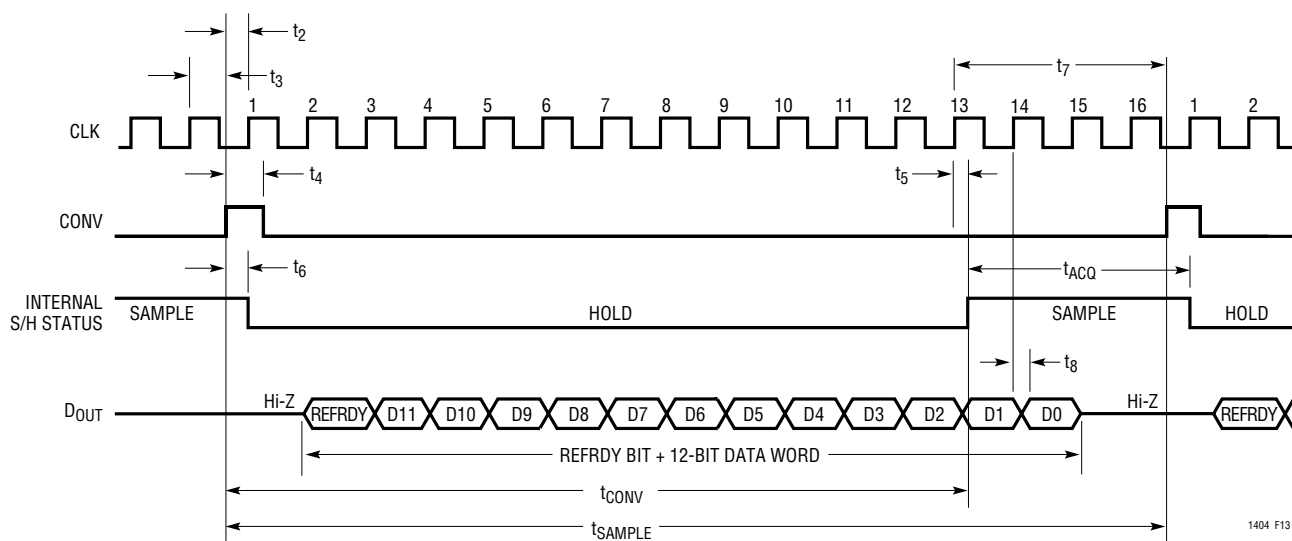 t2
t3
t7
1 2 3 4 5 6 7 8 9 10 11 12 13 14 15 16 1 2
CLK
t4
t5
CONV
t6
tACQ
INTERNAL
S/H STATUS
SAMPLE HOLD SAMPLE HOLD
t8
Hi-Z Hi-Z
DOUT REFRDY D11 D10 D9 D8 D7 D6 D5 D4 D3 D2 D1 D0 REFRDY
REFRDY BIT + 12-BIT DATA WORD
tCONV
tSAMPLE
1404 F13